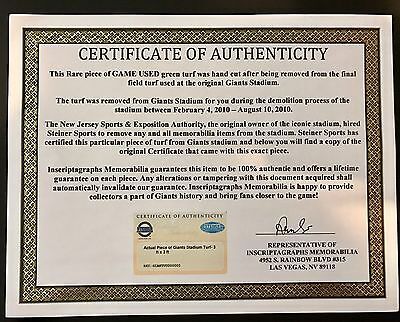 CERTIFICATE OF AUTHENTICITY
This Rare piece of GAME USED green turf was hand cut after being removed from the final
field turf used at the original Giants Stadium.
The turf was removed from Giants Stadium for you during the demolition process of the
stadium between February 4, 2010 – August 10, 2010.
The New Jersey Sports & Exposition Authority, the original owner of the iconic stadium, hired
Steiner Sports to remove any and all memorabilia items from the stadium. Steiner Sports has
certified this particular piece of turf from Giants stadium and below you will find a copy of the
original Certificate that came with this exact piece.
Inscriptagraphs Memorabilia guarantees this item to be 100% authentic and offers a lifetime
guarantee on each piece. Any alterations or tampering with this document acquired shall
automatically invalidate our guarantee. Inscriptagraphs Memorabilia is happy to provide
collectors a part of Giants history and bring fans closer to the game!
CERTIFICATE OF AUTHENTICITY
STEINER
Actual Piece of Giants Stadium Turf- 3
ft x 3 ft
REPRESENTATIVE OF
INSCRIPTAGRAPHS MEMORABILIA
4952 S. RAINBOW BLVD #315
LAS VEGAS, NV 89118